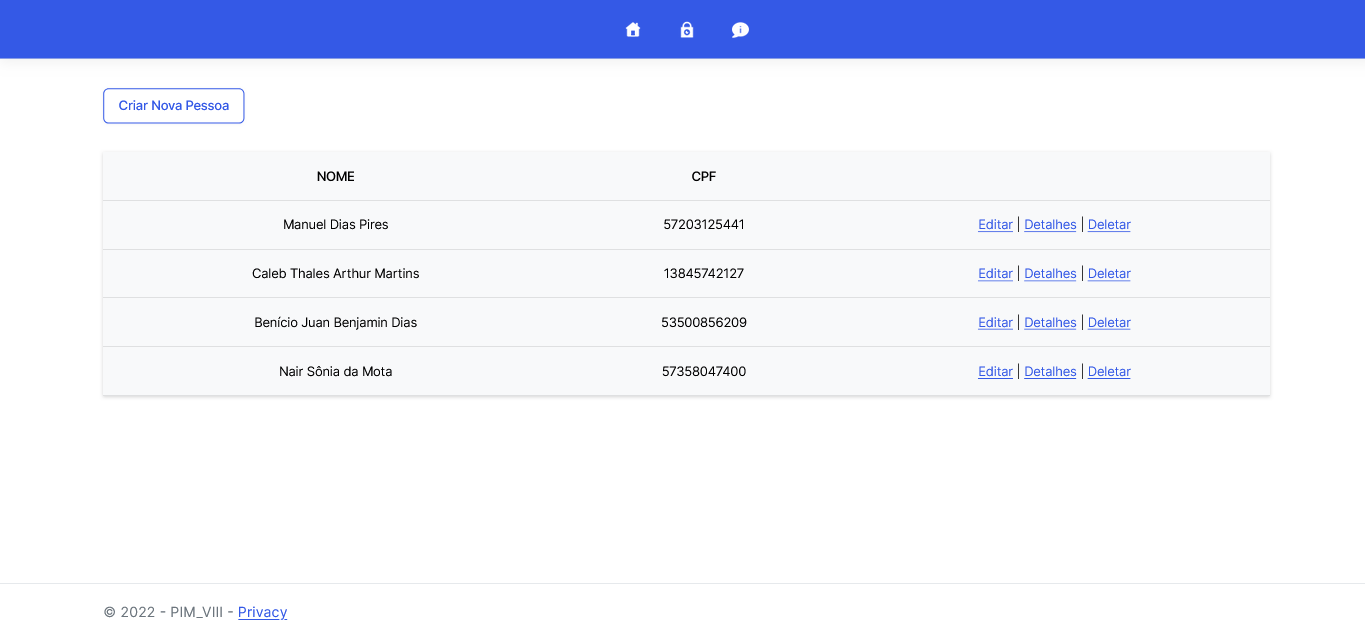 Criar Nova Pessoa
NOME CPF
Manuel Dias Pires 57203125441 Editar | Detalhes | Deletar
Caleb Thales Arthur Martins 13845742127 Editar | Detalhes | Deletar
Benício Juan Benjamin Dias 53500856209 Editar | Detalhes | Deletar
Nair Sônia da Mota 57358047400 Editar | Detalhes | Deletar
© 2022 - PIM_VIII - Privacy